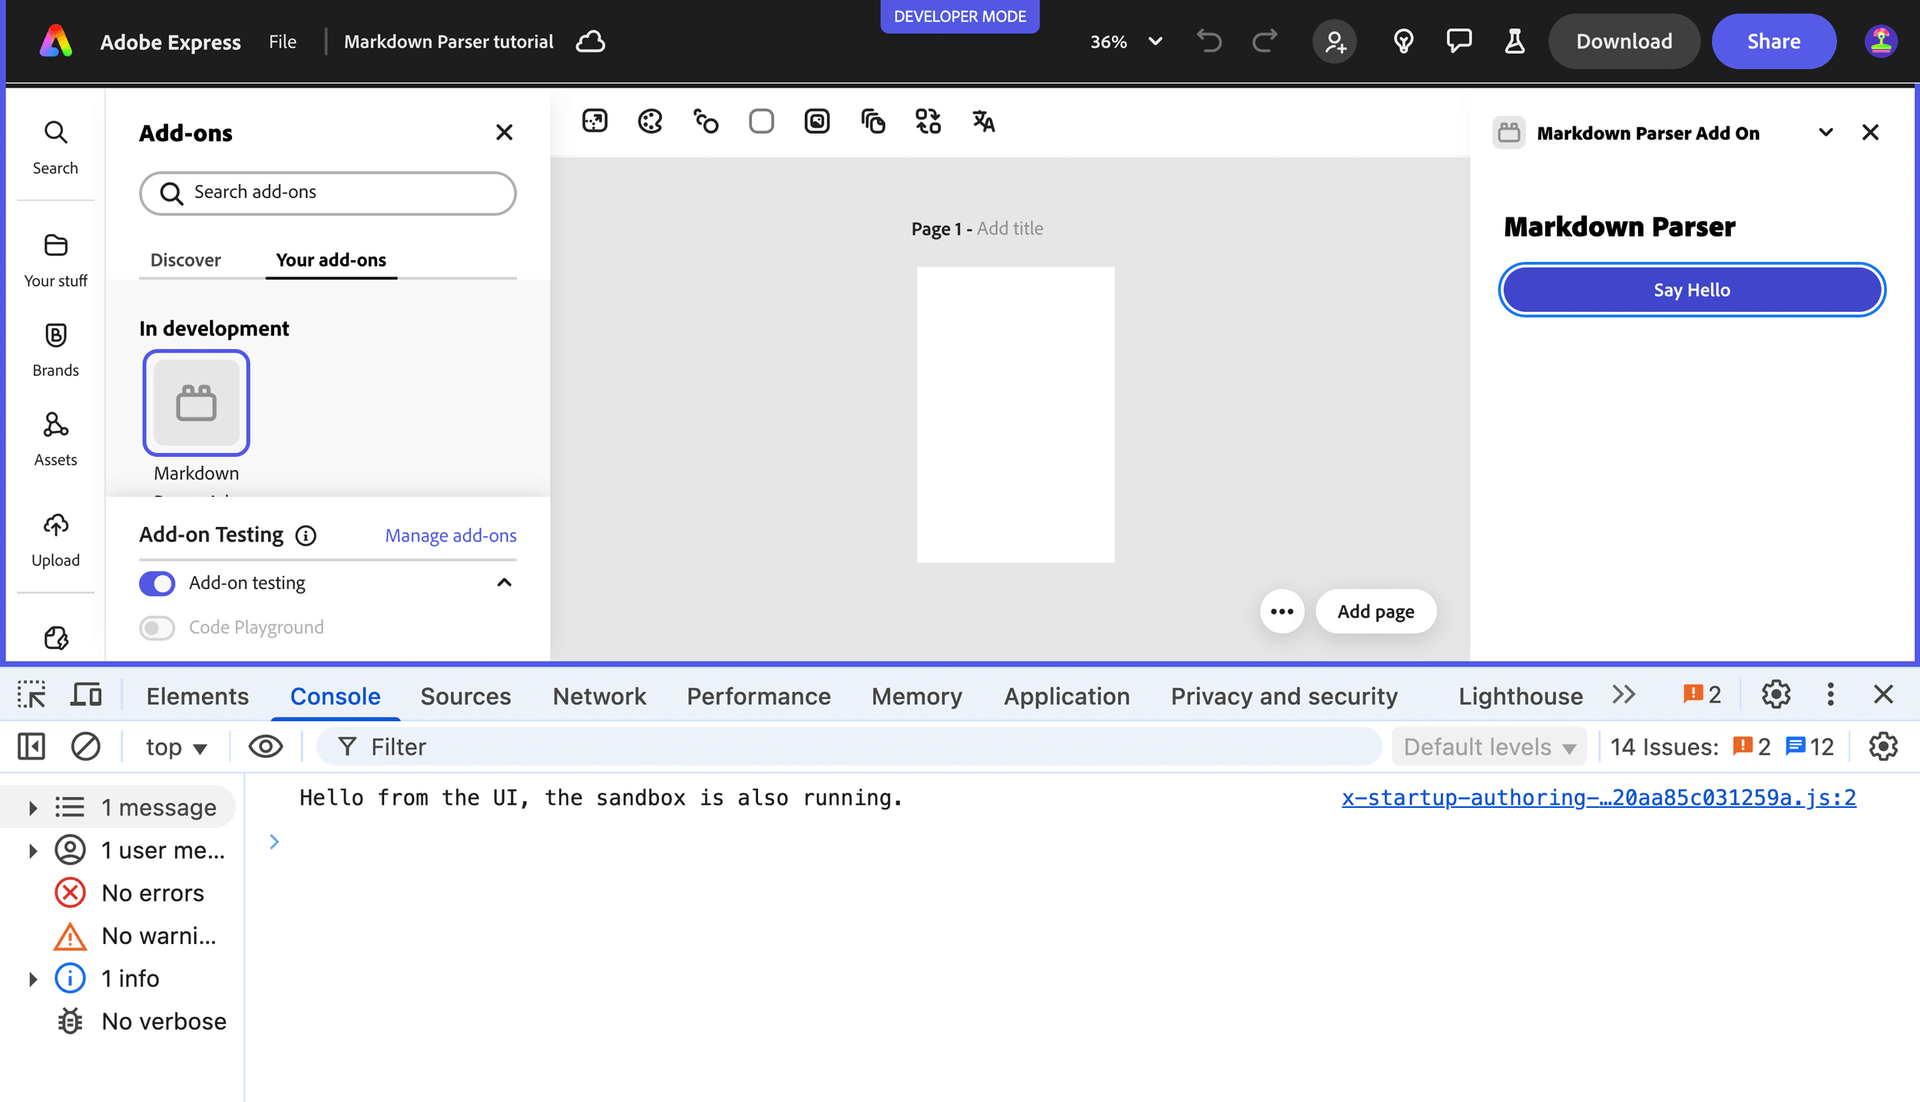 DEVELOPER MODE
Adobe Express
File
Markdown Parser tutorial
36%
Download
Share
Search
Your stuff
Brands
Assets
Upload
Add-ons
Search add-ons
Discover
Your add-ons
In development
Markdown
Add-on Testing
Manage add-ons
Add-on testing
Code Playground
Page 1 - Add title
Add page
Markdown Parser Add On
Markdown Parser
Say Hello
Elements
Console
Sources
Network
Performance
Memory
Application
Privacy and security
Lighthouse
2
top
Filter
Default levels
14 Issues: 2 12
1 message
1 user me...
No errors
No warni...
1 info
No verbose
Hello from the UI, the sandbox is also running.
x-startup-authoring-…20aa85c031259a.js:2